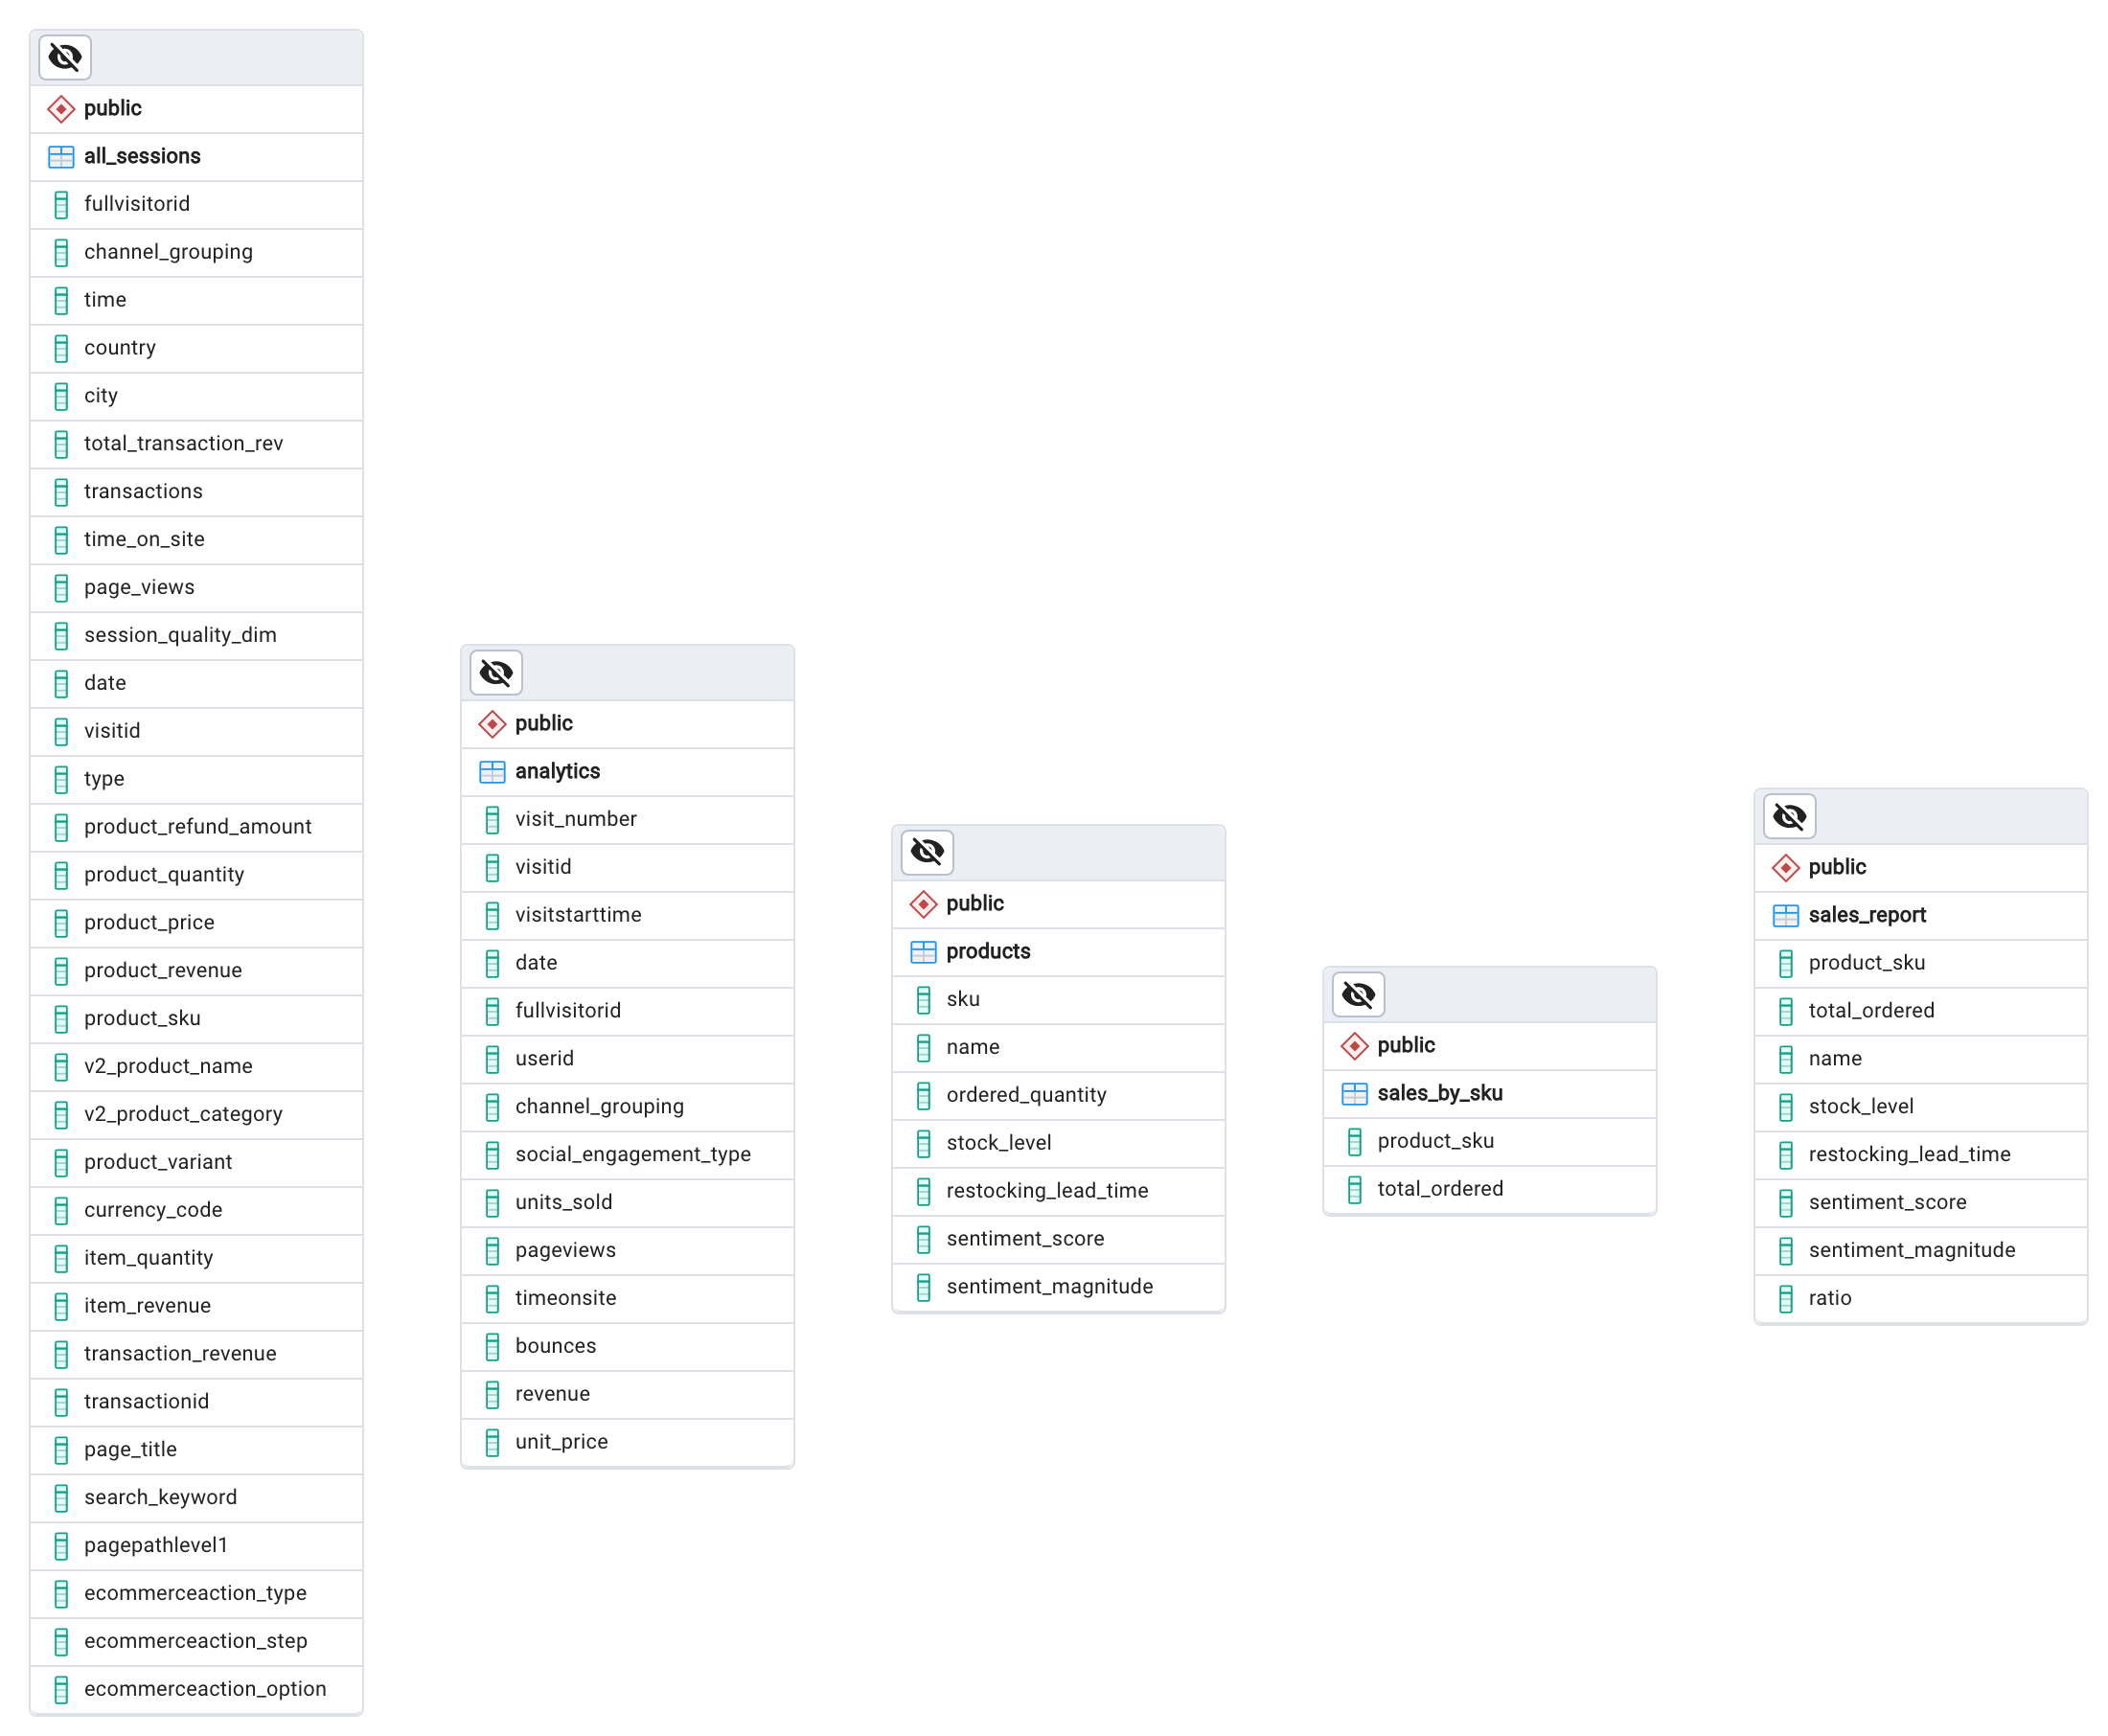 public
all_sessions
fullvisitorid
channel_grouping
time
country
city
total_transaction_rev
transactions
time_on_site
page_views
session_quality_dim
date
visitid
type
product_refund_amount
product_quantity
product_price
product_revenue
product_sku
v2_product_name
v2_product_category
product_variant
currency_code
item_quantity
item_revenue
transaction_revenue
transactionid
page_title
search_keyword
pagepathlevel1
ecommerceaction_type
ecommerceaction_step
ecommerceaction_option
public
analytics
visit_number
visitid
visitstarttime
date
fullvisitorid
userid
channel_grouping
social_engagement_type
units_sold
pageviews
timeonsite
bounces
revenue
unit_price
public
products
sku
name
ordered_quantity
stock_level
restocking_lead_time
sentiment_score
sentiment_magnitude
public
sales_by_sku
product_sku
total_ordered
public
sales_report
product_sku
total_ordered
name
stock_level
restocking_lead_time
sentiment_score
sentiment_magnitude
ratio